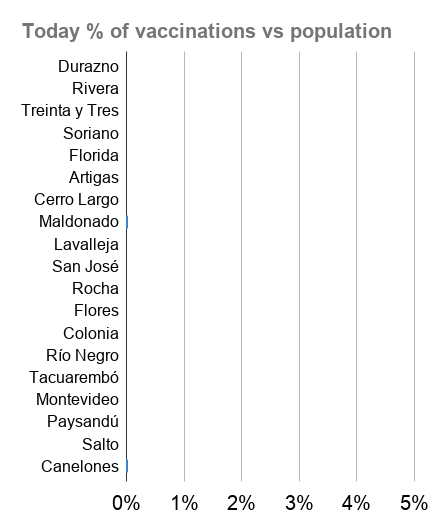 Today % of vaccinations vs population
Durazno
Rivera
Treinta y Tres
Soriano
Florida
Artigas
Cerro Largo
Maldonado
Lavalleja
San José
Rocha
Flores
Colonia
Río Negro
Tacuarembó
Montevideo
Paysandú
Salto
Canelones
0% 1% 2% 3% 4% 5%